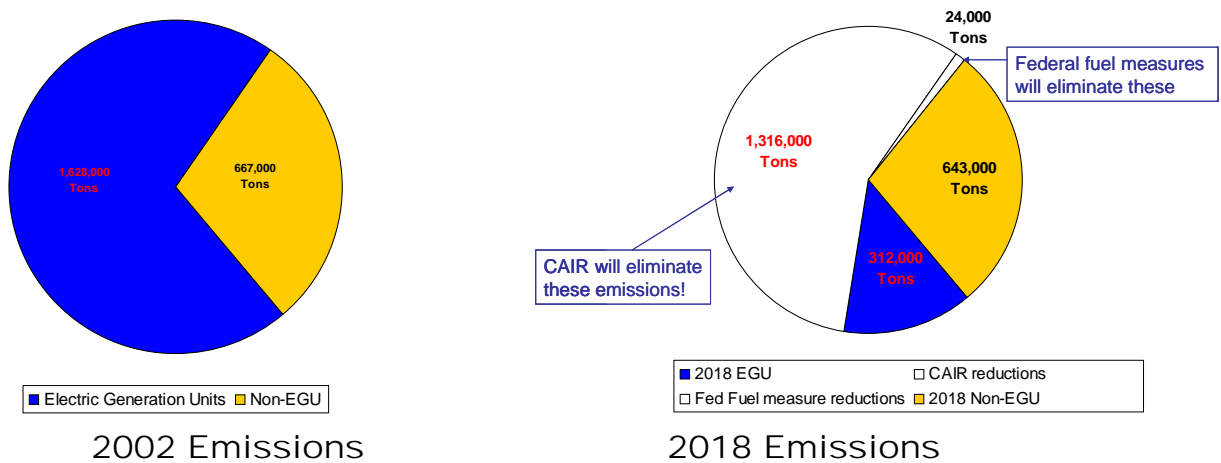 1,628,000
Tons
667,000
Tons
Electric Generation Units
Non-EGU
2002 Emissions
24,000
Tons
Federal fuel measures
will eliminate these
1,316,000
Tons
643,000
Tons
CAIR will eliminate
these emissions!
312,000
Tons
2018 EGU
CAIR reductions
Fed Fuel measure reductions
2018 Non-EGU
2018 Emissions